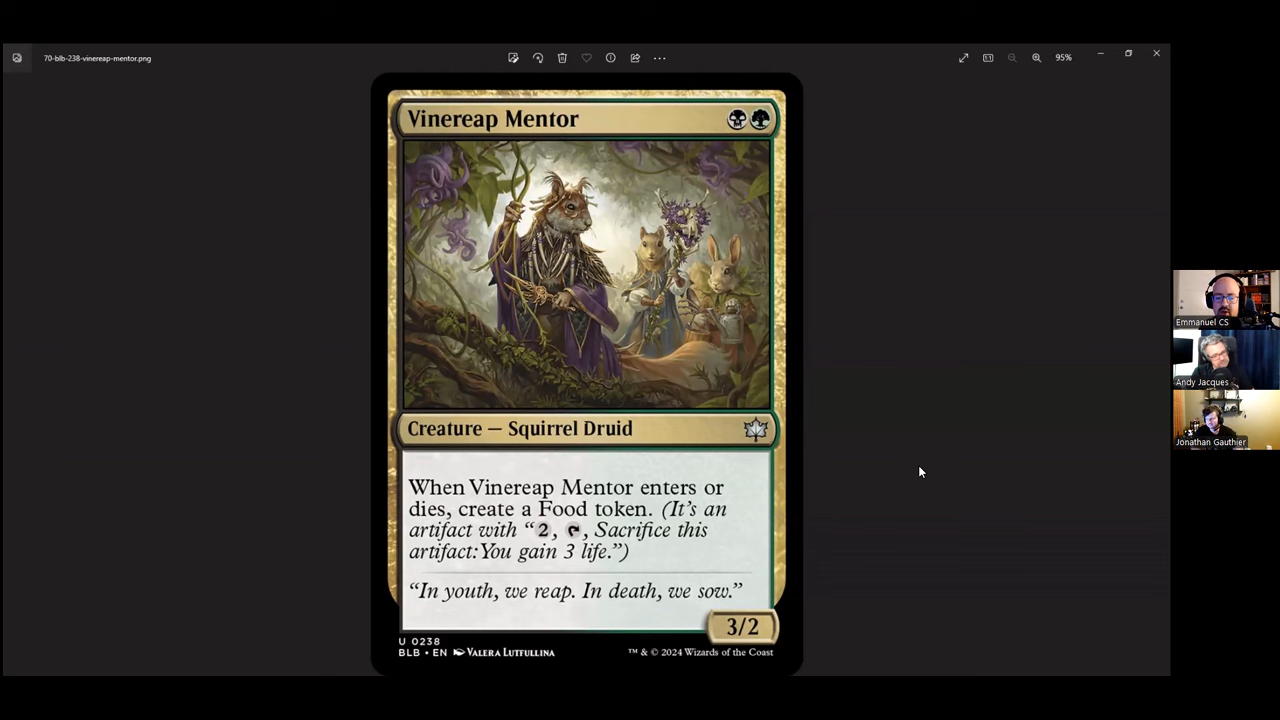 70-blb-238-vinereap-mentor.png
95%
Vinereap Mentor
Creature — Squirrel Druid
When Vinereap Mentor enters or
dies, create a Food token. (It's an
artifact with “2, , Sacrifice this
artifact:You gain 3 life.”)
“In youth, we reap. In death, we sow.”
3/2
U 0238
BLB • EN VALERA LUTFULLINA
™ & © 2024 Wizards of the Coast
Emmanuel CS
Andy Jacques
Jonathan Gauthier